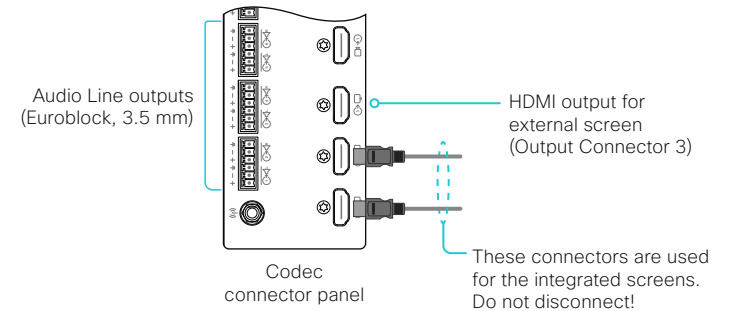 Audio Line outputs
(Euroblock, 3.5 mm)
HDMI output for
external screen
(Output Connector 3)
These connectors are used
for the integrated screens.
Do not disconnect!
Codec
connector panel